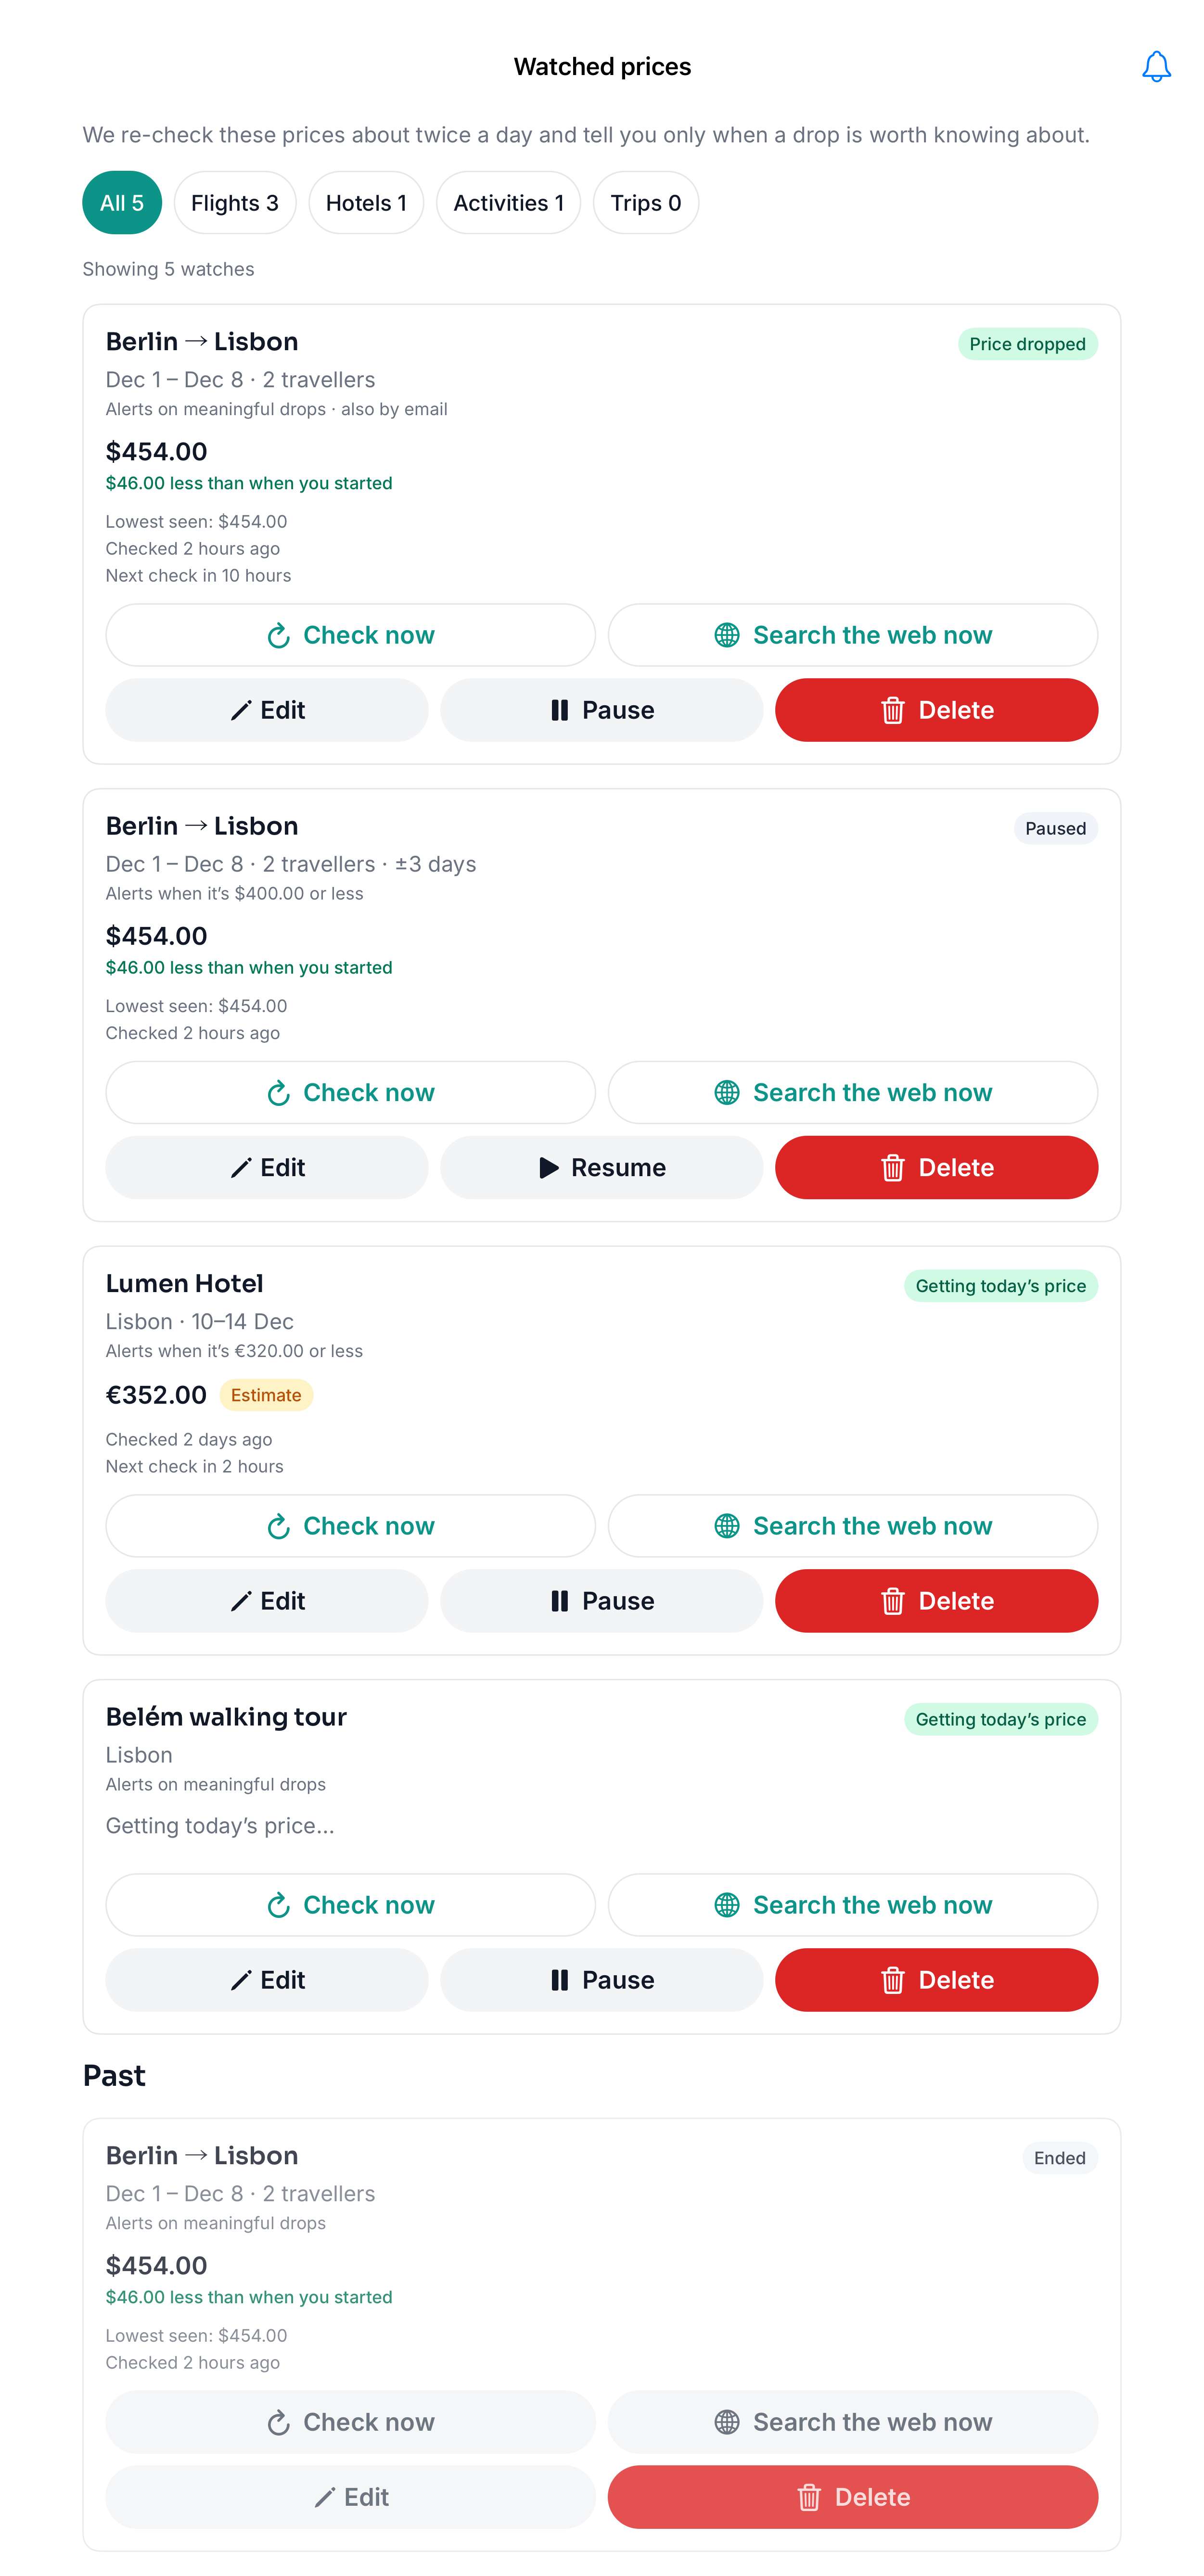 Watched prices
We re-check these prices about twice a day and tell you only when a drop is worth knowing about.
All 5
Flights 3
Hotels 1
Activities 1
Trips 0
Showing 5 watches
Berlin → Lisbon
Price dropped
Dec 1 – Dec 8 · 2 travellers
Alerts on meaningful drops · also by email
$454.00
$46.00 less than when you started
Lowest seen: $454.00
Checked 2 hours ago
Next check in 10 hours
Check now
Search the web now
Edit
Pause
Delete
Berlin → Lisbon
Paused
Dec 1 – Dec 8 · 2 travellers · ±3 days
Alerts when it’s $400.00 or less
$454.00
$46.00 less than when you started
Lowest seen: $454.00
Checked 2 hours ago
Check now
Search the web now
Edit
Resume
Delete
Lumen Hotel
Getting today’s price
Lisbon · 10–14 Dec
Alerts when it’s €320.00 or less
€352.00
Estimate
Checked 2 days ago
Next check in 2 hours
Check now
Search the web now
Edit
Pause
Delete
Belém walking tour
Getting today’s price
Lisbon
Alerts on meaningful drops
Getting today’s price…
Check now
Search the web now
Edit
Pause
Delete
Past
Berlin → Lisbon
Ended
Dec 1 – Dec 8 · 2 travellers
Alerts on meaningful drops
$454.00
$46.00 less than when you started
Lowest seen: $454.00
Checked 2 hours ago
Check now
Search the web now
Edit
Delete